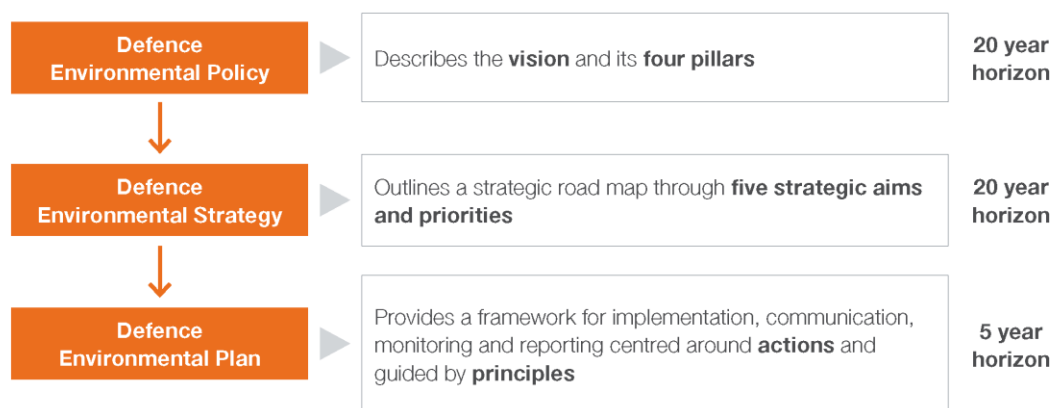 Defence
Environmental Policy
Describes the vision and its four pillars
20 year
horizon
Defence
Environmental Strategy
Outlines a strategic road map through five strategic aims
and priorities
20 year
horizon
Defence
Environmental Plan
Provides a framework for implementation, communication,
monitoring and reporting centred around actions and
guided by principles
5 year
horizon